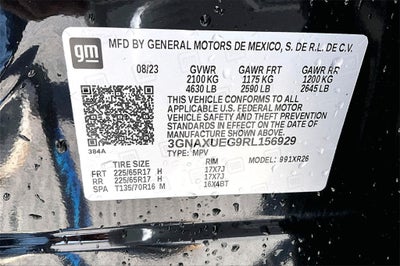 gm
MFD BY GENERAL MOTORS DE MEXICO, S. DE R.L. DE C.V.
08/23 GVWR GAWR FRT GAWR RR
2100 KG 1175 KG 1200 KG
4630 LB 2590 LB 2645 LB
THIS VEHICLE CONFORMS TO ALL
APPLICABLE U.S. FEDERAL MOTOR
VEHICLE SAFETY AND THEFT
PREVENTION STANDARDS IN EFFECT ON THE
DATE OF MANUFACTURE SHOWN ABOVE.
384A 3GNAXUEG9RL156929
TYPE: MPV MODEL: 991XR26
TIRE SIZE RIM
FRT 225/65R17 H 17X7J
RR 225/65R17 H 17X7J
SPA T135/70R16 M 16X4BT